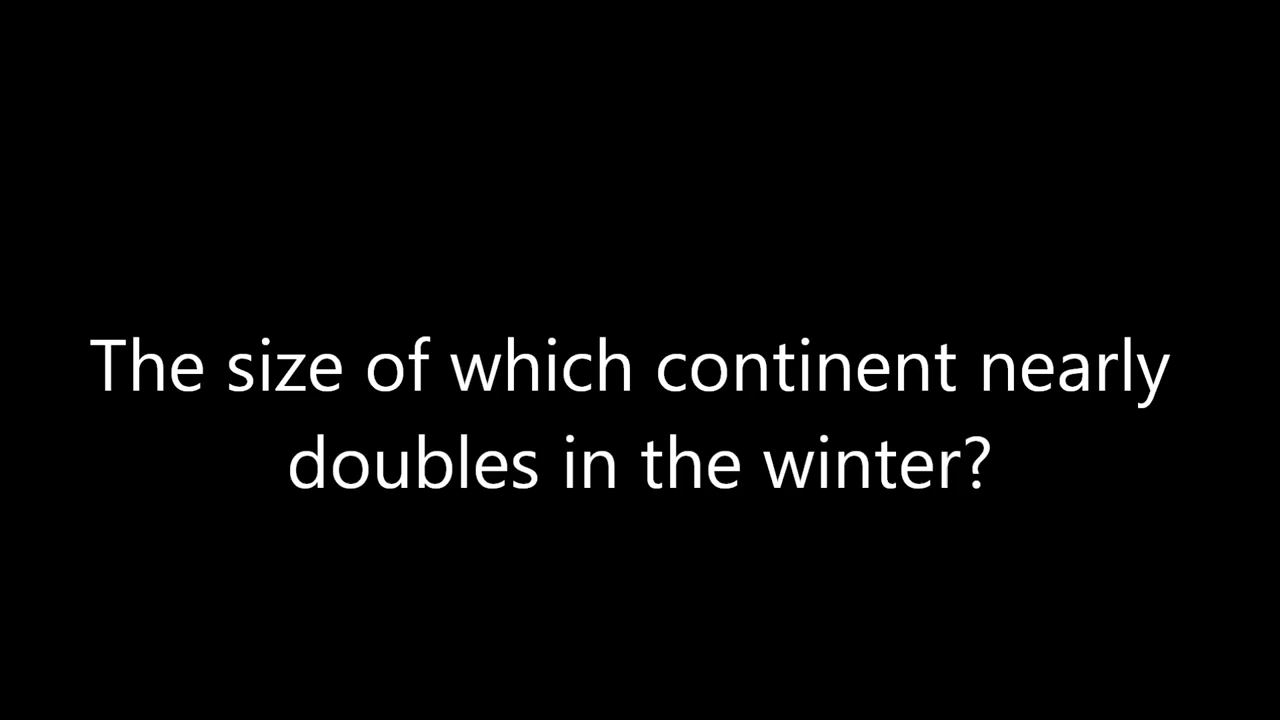 The size of which continent nearly
doubles in the winter?